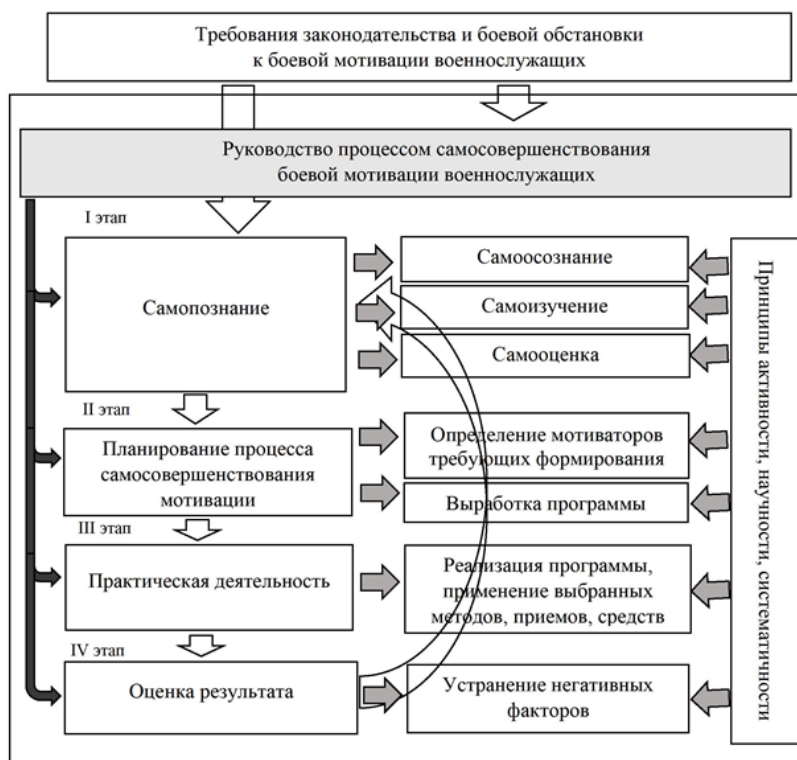 Требования законодательства и боевой обстановки
к боевой мотивации военнослужащих
Руководство процессом самосовершенствования
боевой мотивации военнослужащих
I этап
Самопознание
Самоосознание
Самоизучение
Самооценка
II этап
Планирование процесса
самосовершенствования
мотивации
Определение мотиваторов
требующих формирования
Выработка программы
III этап
Практическая деятельность
Реализация программы,
применение выбранных
методов, приемов, средств
IV этап
Оценка результата
Устранение негативных
факторов
Принципы активности, научности, систематичности